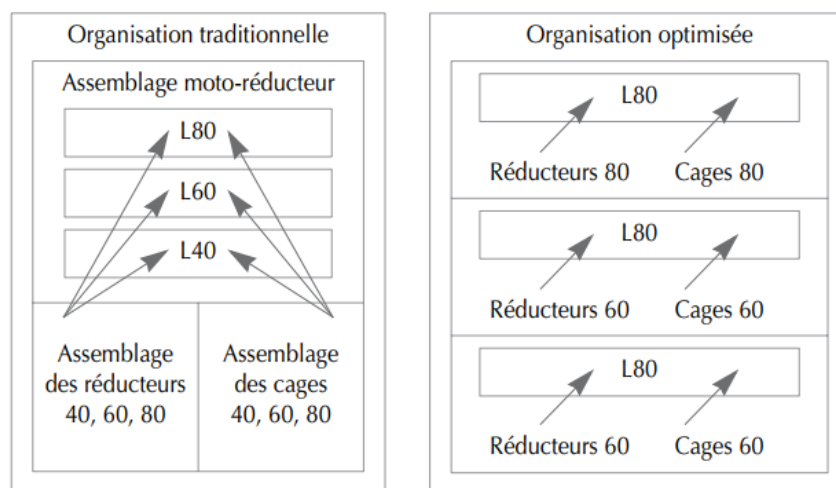 Organisation traditionnelle
Assemblage moto-réducteur
L80
L60
L40
Assemblage
des réducteurs
40, 60, 80
Assemblage
des cages
40, 60, 80
Organisation optimisée
L80
Réducteurs 80 Cages 80
L80
Réducteurs 60 Cages 60
L80
Réducteurs 60 Cages 60